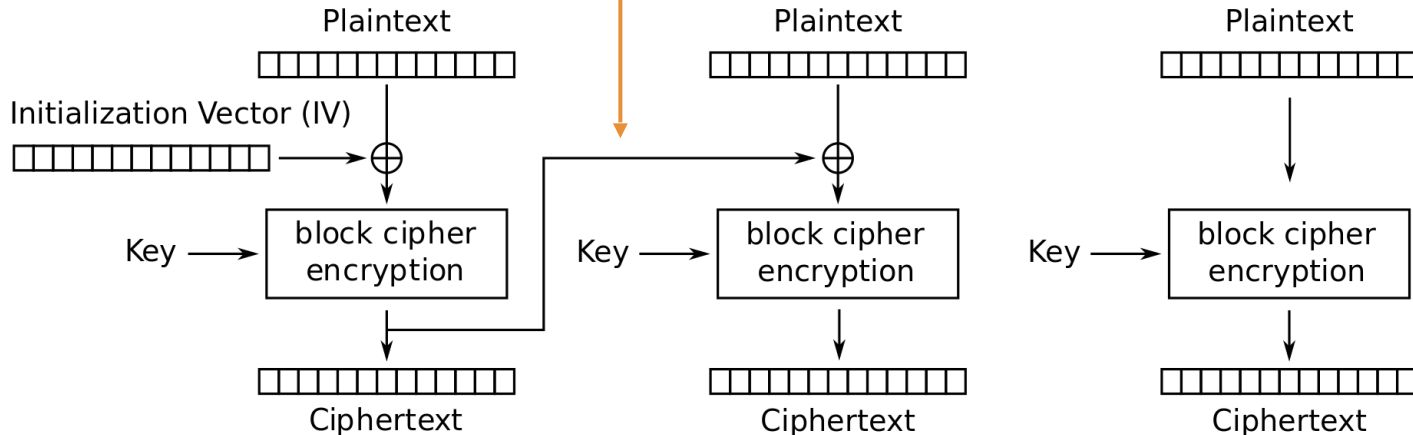 Plaintext
Plaintext
Plaintext
Initialization Vector (IV)
Key
block cipher
encryption
Key
block cipher
encryption
Key
block cipher
encryption
Ciphertext
Ciphertext
Ciphertext